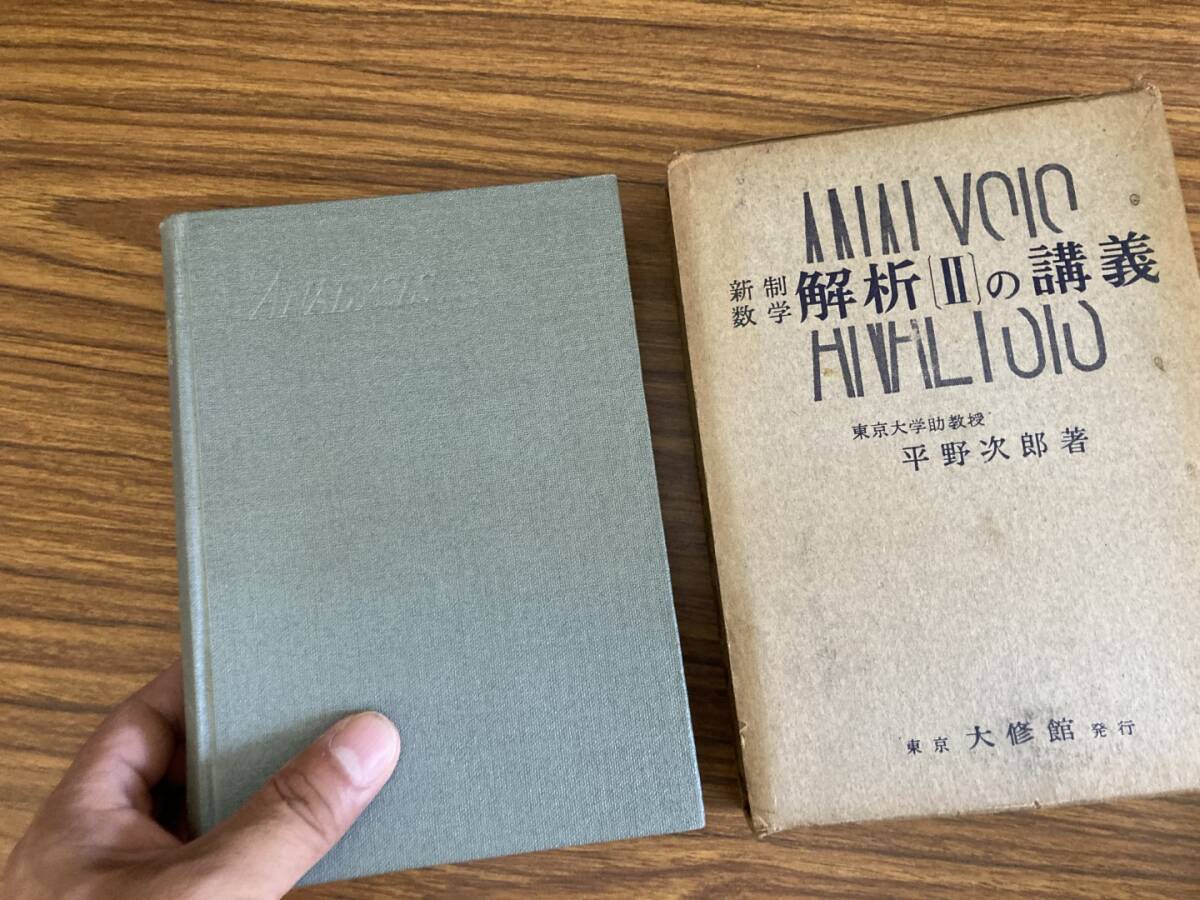 ANALYSIS
新制
数学
解析〔Ⅱ〕の講義
ANALYSIS
東京大学助教授
平野次郎著
東京 大修館 発行